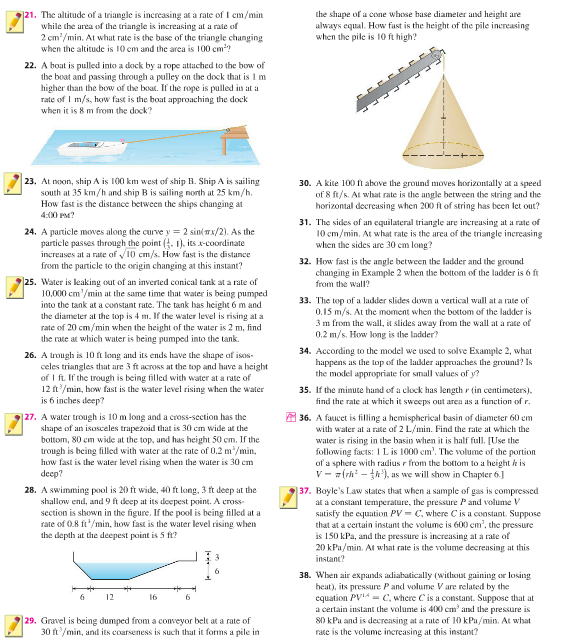 21. The altitude of a triangle is increasing at a rate of 1 cm/min
while the area of the triangle is increasing at a rate of
2 cm²/min. At what rate is the base of the triangle changing
when the altitude is 10 cm and the area is 100 cm²?
22. A boat is pulled into a dock by a rope attached to the bow of
the boat and passing through a pulley on the dock that is 1 m
higher than the bow of the boat. If the rope is pulled in at a
rate of 1 m/s, how fast is the boat approaching the dock
when it is 8 m from the dock?
23. At noon, ship A is 100 km west of ship B. Ship A is sailing
south at 35 km/h and ship B is sailing north at 25 km/h.
How fast is the distance between the ships changing at
4:00 PM?
24. A particle moves along the curve y = 2 sin(πx/2). As the
particle passes through the point (⅓, 1), its x-coordinate
increases at a rate of √10 cm/s. How fast is the distance
from the particle to the origin changing at this instant?
25. Water is leaking out of an inverted conical tank at a rate of
10,000 cm³/min at the same time that water is being pumped
into the tank at a constant rate. The tank has height 6 m and
the diameter at the top is 4 m. If the water level is rising at a
rate of 20 cm/min when the height of the water is 2 m, find
the rate at which water is being pumped into the tank.
26. A trough is 10 ft long and its ends have the shape of isos-
celes triangles that are 3 ft across at the top and have a height
of 1 ft. If the trough is being filled with water at a rate of
12 ft³/min, how fast is the water level rising when the water
is 6 inches deep?
27. A water trough is 10 m long and a cross-section has the
shape of an isosceles trapezoid that is 30 cm wide at the
bottom, 80 cm wide at the top, and has height 50 cm. If the
trough is being filled with water at the rate of 0.2 m³/min,
how fast is the water level rising when the water is 30 cm
deep?
28. A swimming pool is 20 ft wide, 40 ft long, 3 ft deep at the
shallow end, and 9 ft deep at its deepest point. A cross-
section is shown in the figure. If the pool is being filled at a
rate of 0.8 ft³/min, how fast is the water level rising when
the depth at the deepest point is 5 ft?
3
6
6 12 16 6
29. Gravel is being dumped from a conveyor belt at a rate of
30 ft³/min, and its coarseness is such that it forms a pile in
the shape of a cone whose base diameter and height are
always equal. How fast is the height of the pile increasing
when the pile is 10 ft high?
30. A kite 100 ft above the ground moves horizontally at a speed
of 8 ft/s. At what rate is the angle between the string and the
horizontal decreasing when 200 ft of string has been let out?
31. The sides of an equilateral triangle are increasing at a rate of
10 cm/min. At what rate is the area of the triangle increasing
when the sides are 30 cm long?
32. How fast is the angle between the ladder and the ground
changing in Example 2 when the bottom of the ladder is 6 ft
from the wall?
33. The top of a ladder slides down a vertical wall at a rate of
0.15 m/s. At the moment when the bottom of the ladder is
3 m from the wall, it slides away from the wall at a rate of
0.2 m/s. How long is the ladder?
34. According to the model we used to solve Example 2, what
happens as the top of the ladder approaches the ground? Is
the model appropriate for small values of y?
35. If the minute hand of a clock has length r (in centimeters),
find the rate at which it sweeps out area as a function of r.
36. A faucet is filling a hemispherical basin of diameter 60 cm
with water at a rate of 2 L/min. Find the rate at which the
water is rising in the basin when it is half full. [Use the
following facts: 1 L is 1000 cm³. The volume of the portion
of a sphere with radius r from the bottom to a height h is
V = π(rh² − ⅓h³), as we will show in Chapter 6.]
37. Boyle's Law states that when a sample of gas is compressed
at a constant temperature, the pressure P and volume V
satisfy the equation PV = C, where C is a constant. Suppose
that at a certain instant the volume is 600 cm³, the pressure
is 150 kPa, and the pressure is increasing at a rate of
20 kPa/min. At what rate is the volume decreasing at this
instant?
38. When air expands adiabatically (without gaining or losing
heat), its pressure P and volume V are related by the
equation PV¹·⁴ = C, where C is a constant. Suppose that at
a certain instant the volume is 400 cm³ and the pressure is
80 kPa and is decreasing at a rate of 10 kPa/min. At what
rate is the volume increasing at this instant?